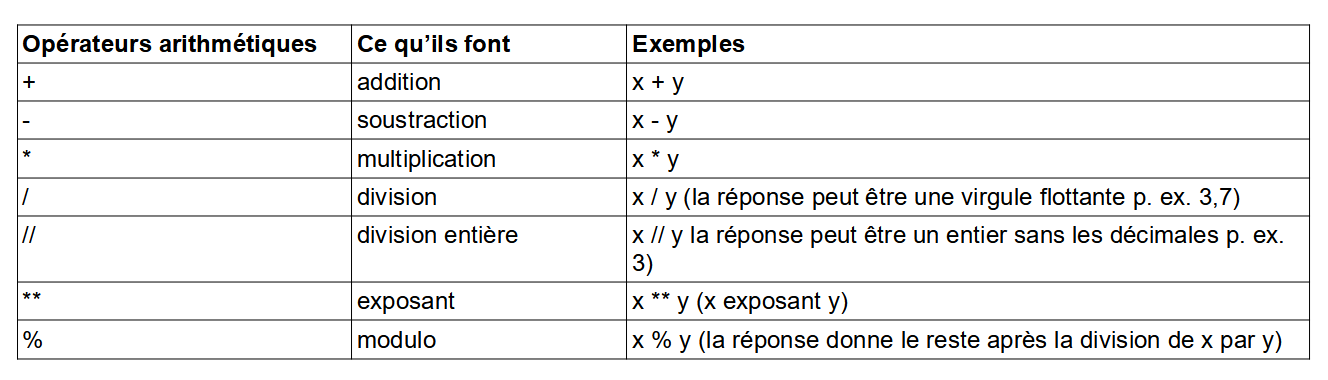 Opérateurs arithmétiques Ce qu’ils font Exemples
+ addition x + y
- soustraction x - y
* multiplication x * y
/ division x / y (la réponse peut être une virgule flottante p. ex. 3,7)
// division entière x // y la réponse peut être un entier sans les décimales p. ex.
3)
** exposant x ** y (x exposant y)
% modulo x % y (la réponse donne le reste après la division de x par y)